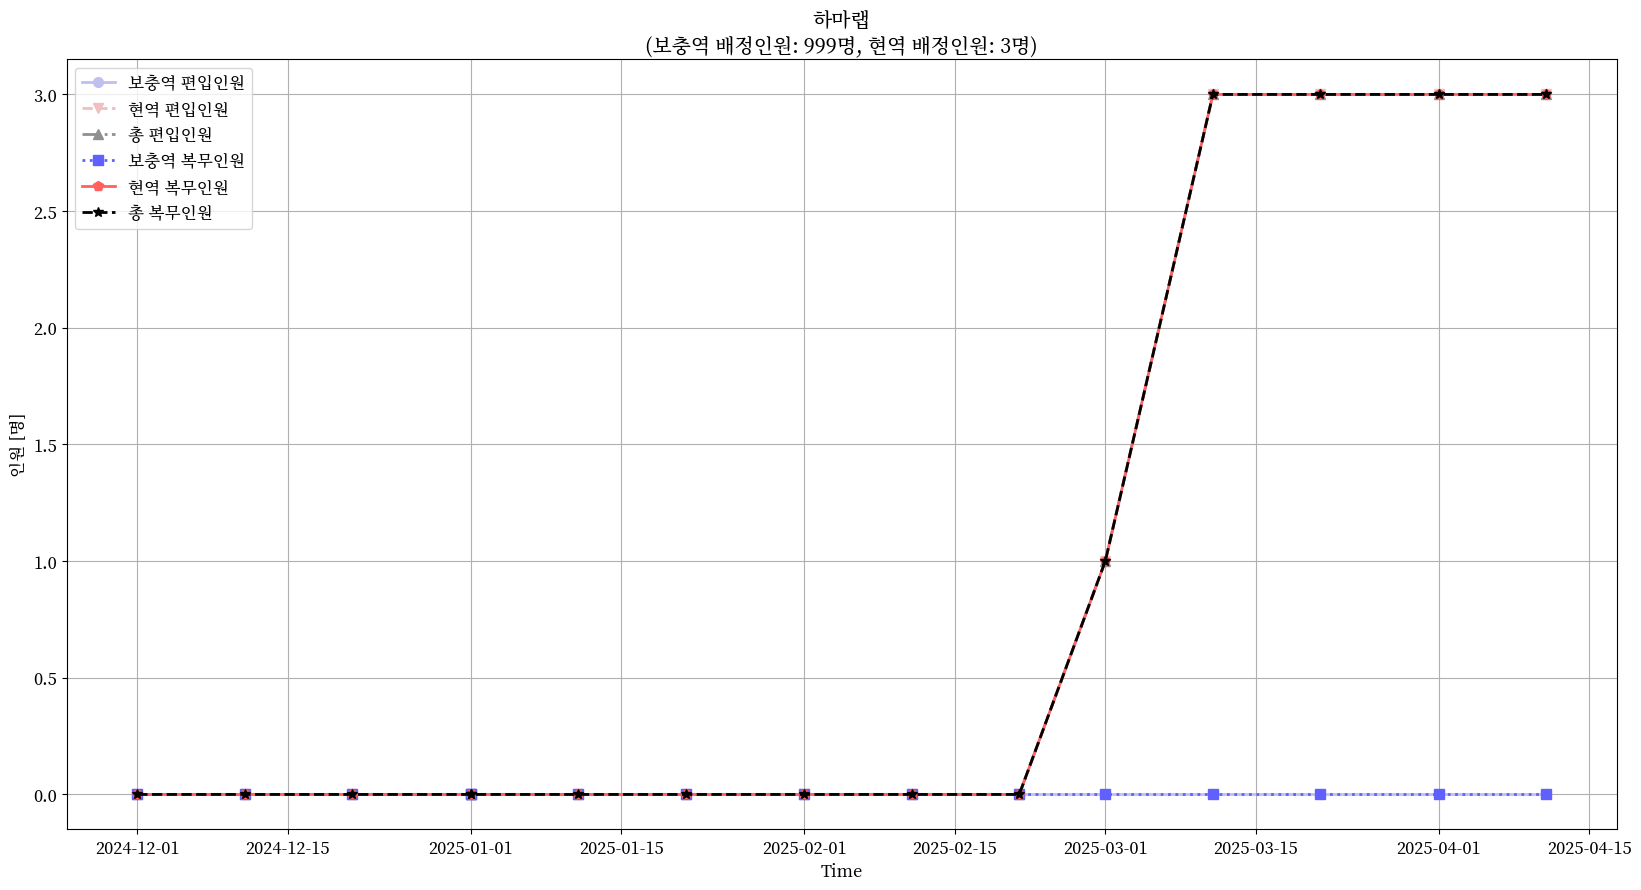 하마랩
(보충역 배정인원: 999명, 현역 배정인원: 3명)
보충역 편입인원
현역 편입인원
총 편입인원
보충역 복무인원
현역 복무인원
총 복무인원
3.0
2.5
2.0
1.5
1.0
0.5
0.0
인원 [명]
2024-12-01
2024-12-15
2025-01-01
2025-01-15
2025-02-01
2025-02-15
2025-03-01
2025-03-15
2025-04-01
2025-04-15
Time